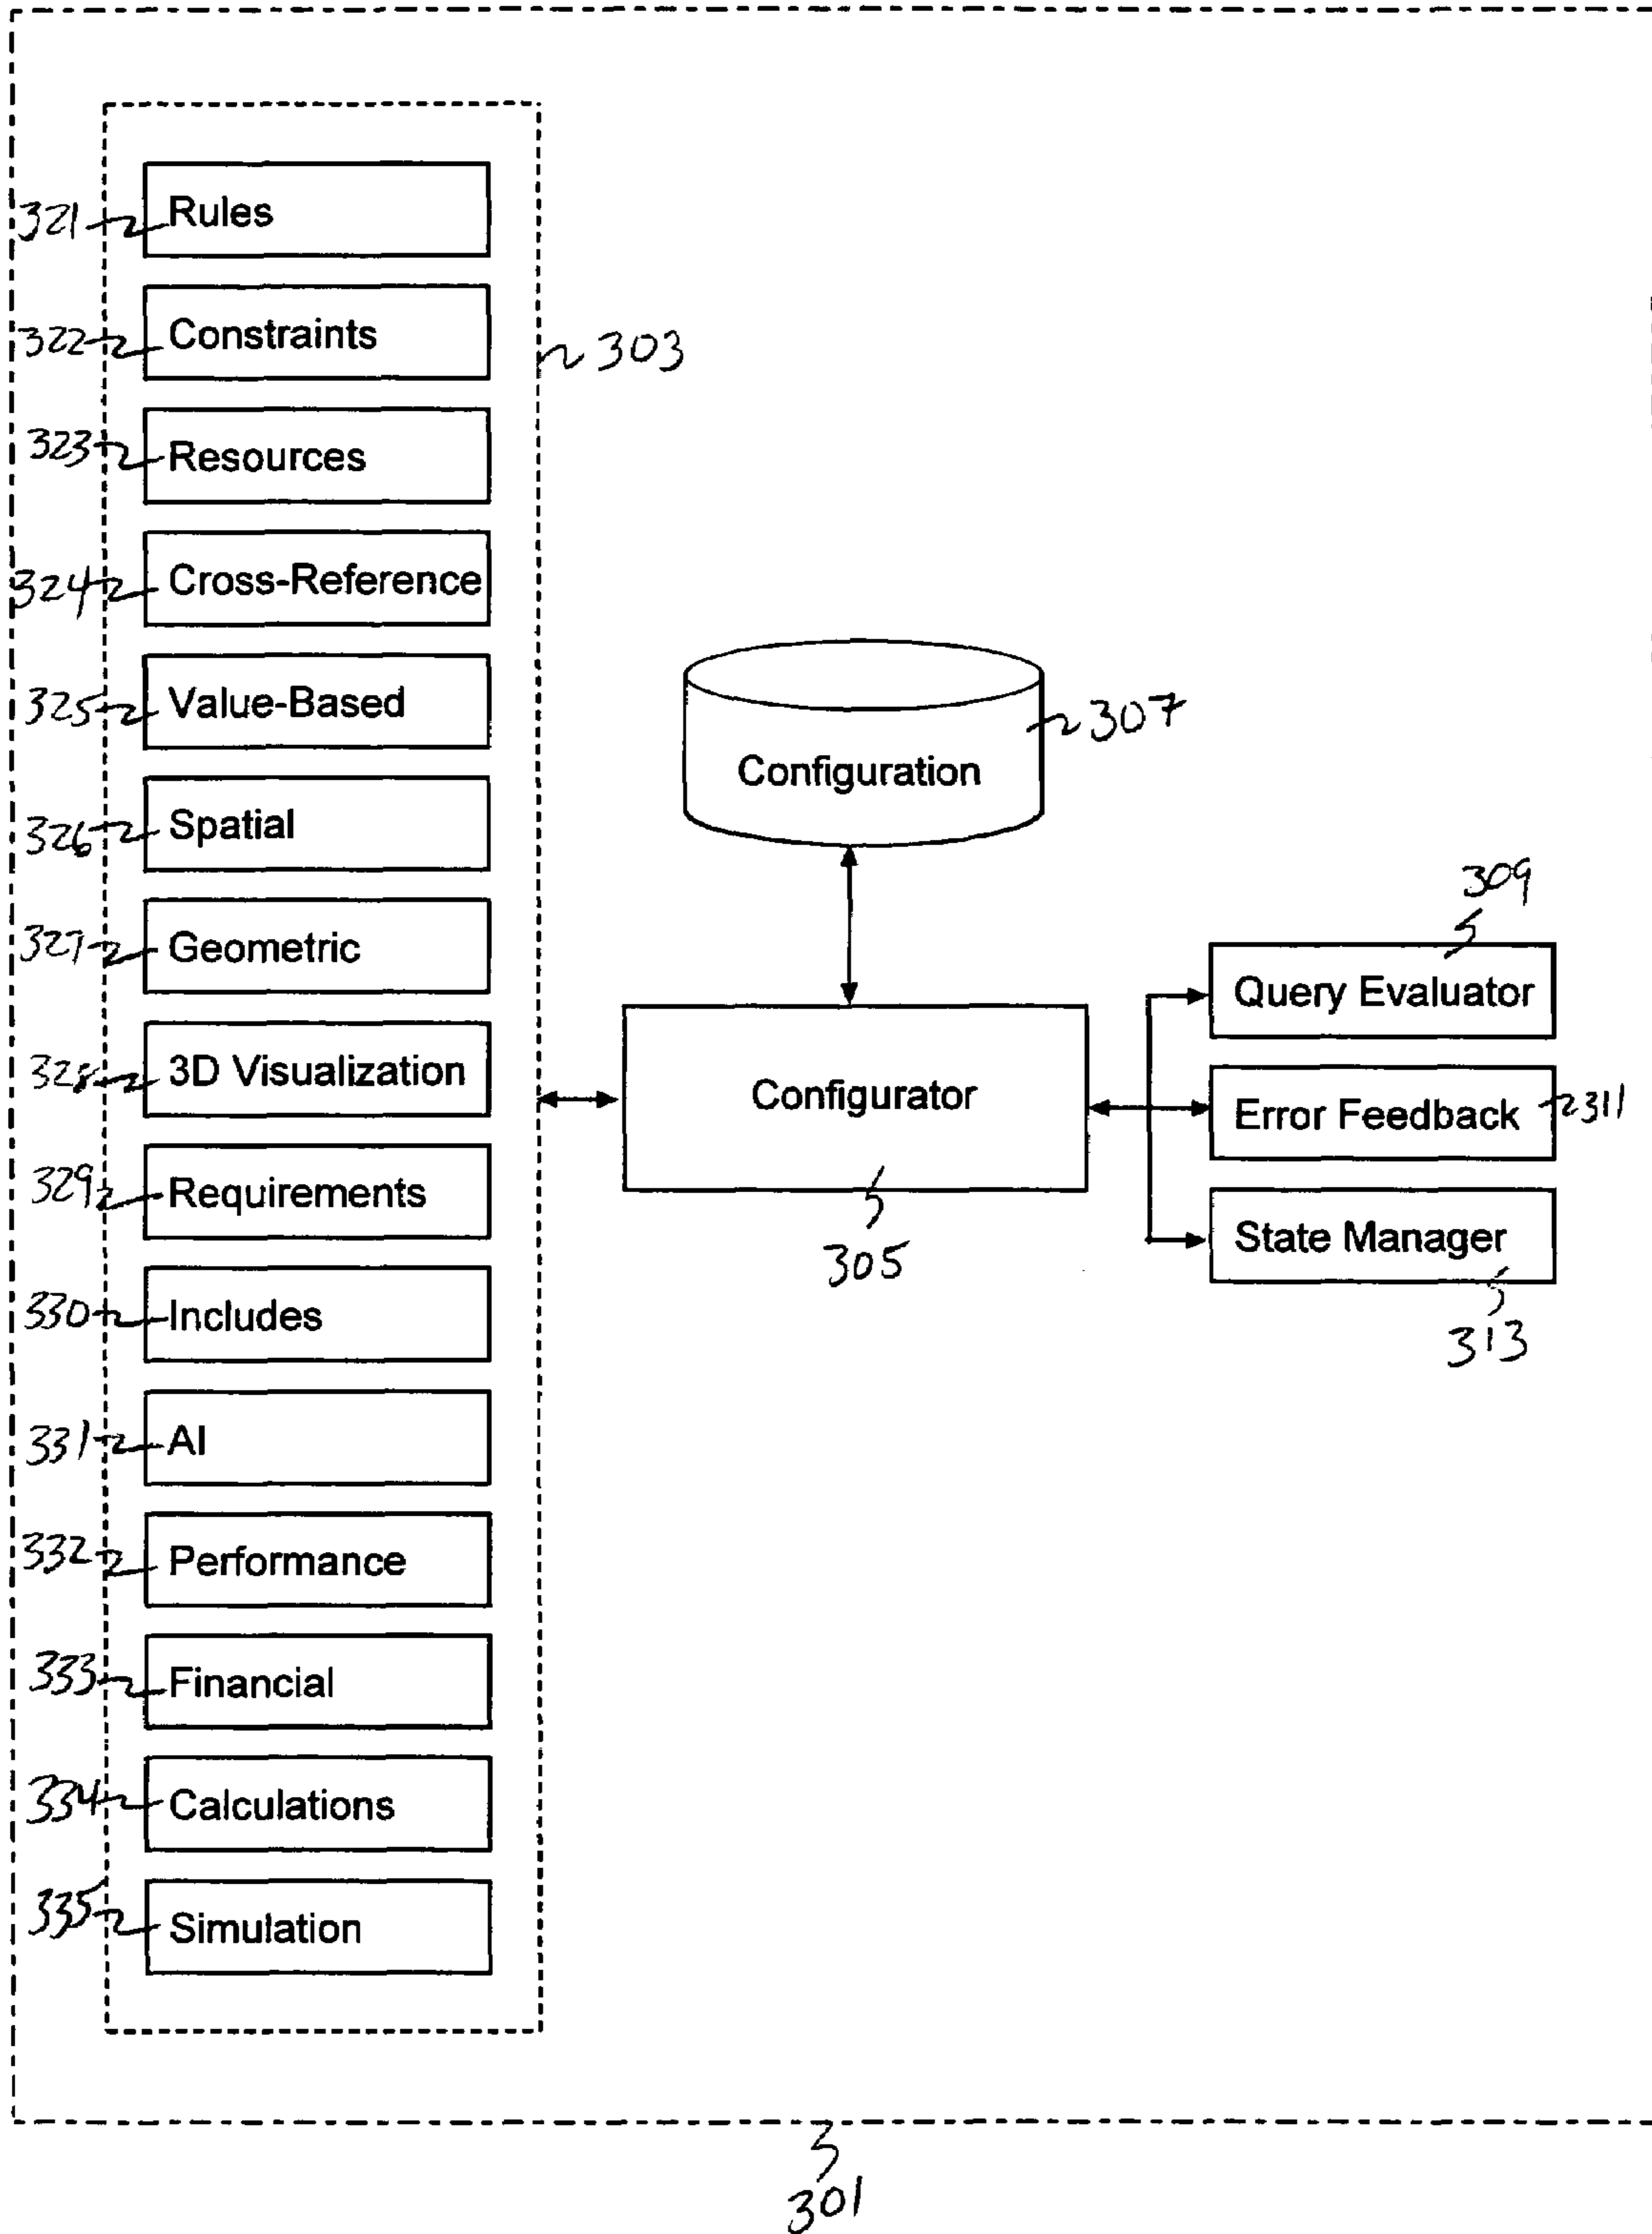 321 Rules
322 Constraints
303
323 Resources
324 Cross-Reference
325 Value-Based
307
Configuration
326 Spatial
327 Geometric
309
Query Evaluator
328 3D Visualization
Configurator
Error Feedback 311
329 Requirements
305
State Manager
313
330 Includes
331 AI
332 Performance
333 Financial
334 Calculations
335 Simulation
301